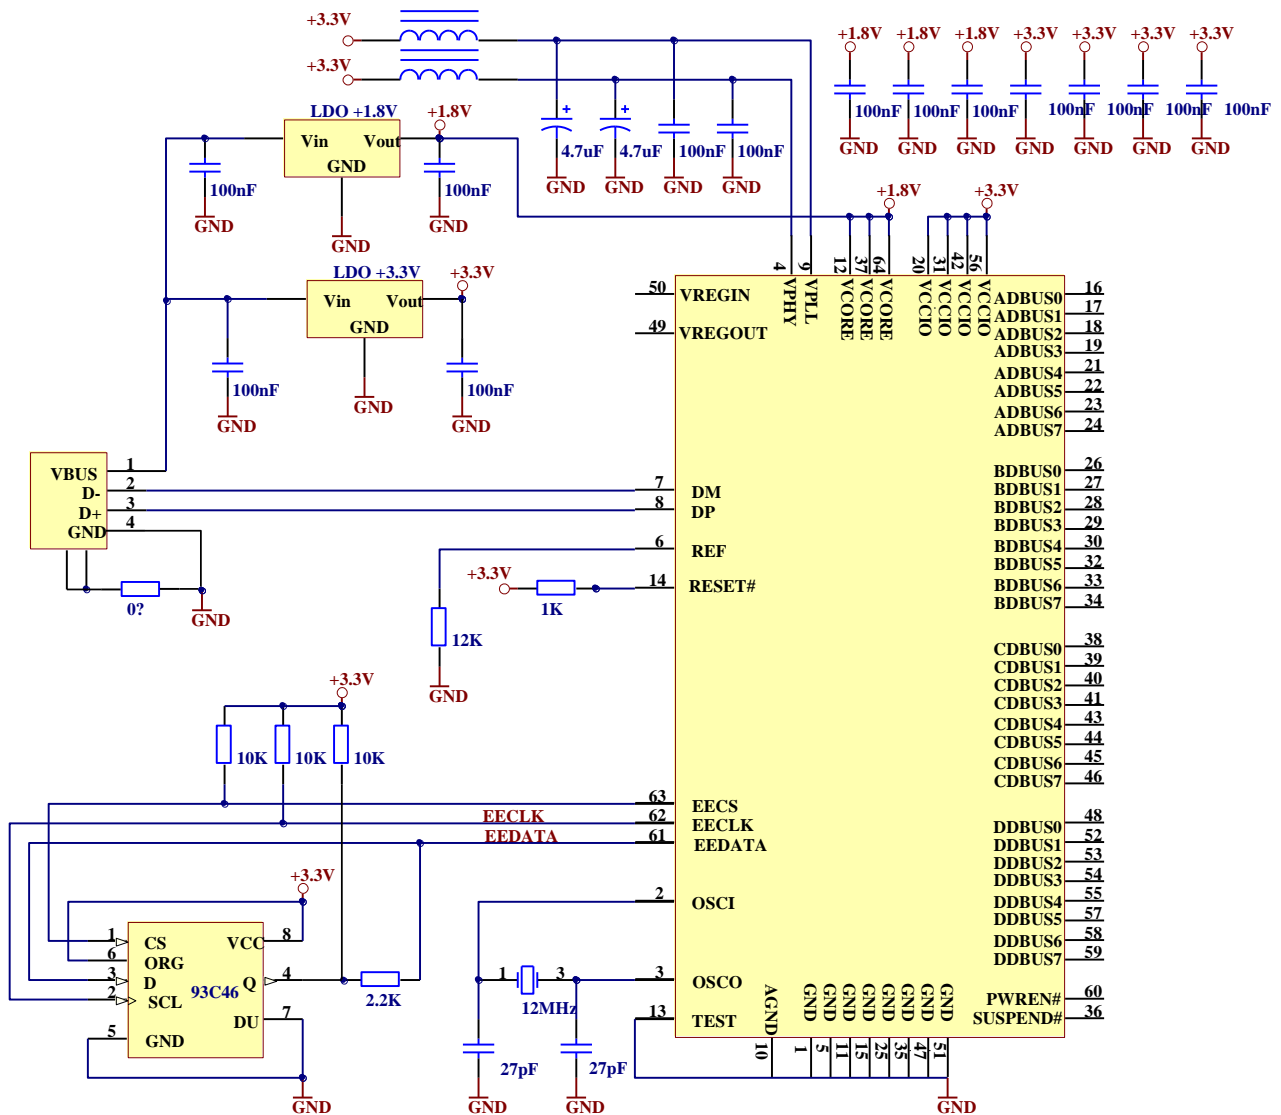 +3.3V
+3.3V
+1.8V +1.8V +1.8V +3.3V +3.3V +3.3V +3.3V
100nF 100nF 100nF 100nF 100nF 100nF 100nF
GND GND GND GND GND GND GND
LDO +1.8V
+1.8V
Vin Vout
GND
100nF
GND
GND
100nF
GND
4.7uF 4.7uF 100nF 100nF
GND GND GND GND
LDO +3.3V
+3.3V
Vin Vout
GND
100nF
GND
GND
100nF
GND
+1.8V
+3.3V
4 9 12 37 64 20 31 42 56
VPHY VPLL VCORE VCORE VCORE VCCIO VCCIO VCCIO VCCIO
50 VREGIN
49 VREGOUT
ADBUS0 16
ADBUS1 17
ADBUS2 18
ADBUS3 19
ADBUS4 21
ADBUS5 22
ADBUS6 23
ADBUS7 24
VBUS 1
D- 2
D+ 3
GND 4
0?
GND
7 DM
8 DP
6 REF
14 RESET#
+3.3V
1K
12K
GND
BDBUS0 26
BDBUS1 27
BDBUS2 28
BDBUS3 29
BDBUS4 30
BDBUS5 32
BDBUS6 33
BDBUS7 34
CDBUS0 38
CDBUS1 39
CDBUS2 40
CDBUS3 41
CDBUS4 43
CDBUS5 44
CDBUS6 45
CDBUS7 46
+3.3V
10K 10K 10K
63 EECS
EECLK 62 EECLK
EEDATA 61 EEDATA
DDBUS0 48
DDBUS1 52
DDBUS2 53
DDBUS3 54
DDBUS4 55
DDBUS5 57
DDBUS6 58
DDBUS7 59
+3.3V
1 CS VCC 8
6 ORG
3 D Q 4
2 SCL
93C46
DU 7
5 GND
GND
2.2K
2 OSCI
1 3
12MHz
3 OSCO
27pF 27pF
GND GND
13 TEST
PWREN# 60
SUSPEND# 36
AGND GND GND GND GND GND GND GND GND
10 1 5 11 15 25 35 47 51
GND